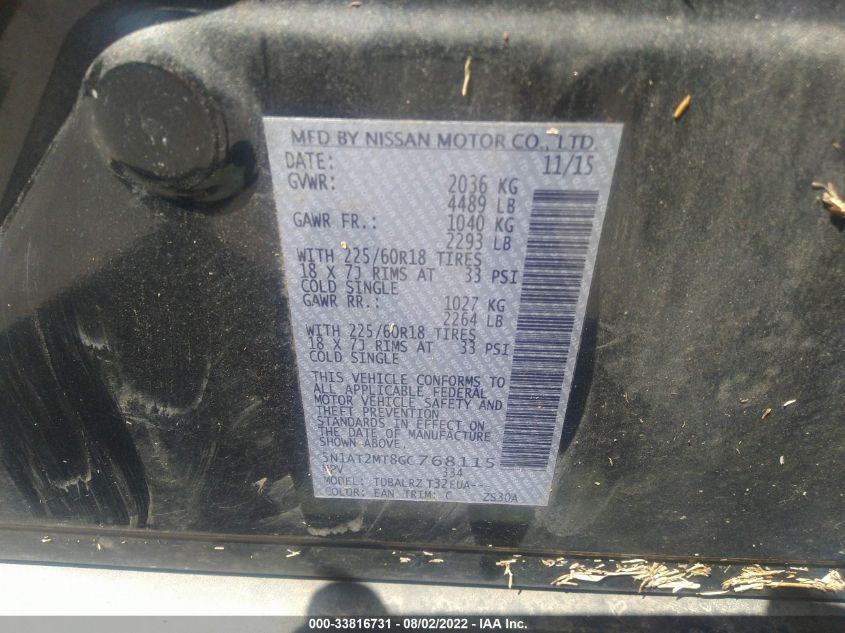 MFD BY NISSAN MOTOR CO., LTD.
DATE: 11/15
GVWR: 2036 KG
4489 LB
GAWR FR.: 1040 KG
2293 LB
WITH 225/60R18 TIRES
18 X 7J RIMS AT 33 PSI
COLD SINGLE
GAWR RR.: 1027 KG
2264 LB
WITH 225/60R18 TIRES
18 X 7J RIMS AT 33 PSI
COLD SINGLE
THIS VEHICLE CONFORMS TO
ALL APPLICABLE FEDERAL
MOTOR VEHICLE SAFETY AND
THEFT PREVENTION
STANDARDS IN EFFECT ON
THE DATE OF MANUFACTURE
SHOWN ABOVE.
5N1AT2MT8GC768115
MPV 334
MODEL: TDBALRZ T32EUA--
COLOR: EAN TRIM: C ZS30A
000-33816731 - 08/02/2022 - IAA Inc.